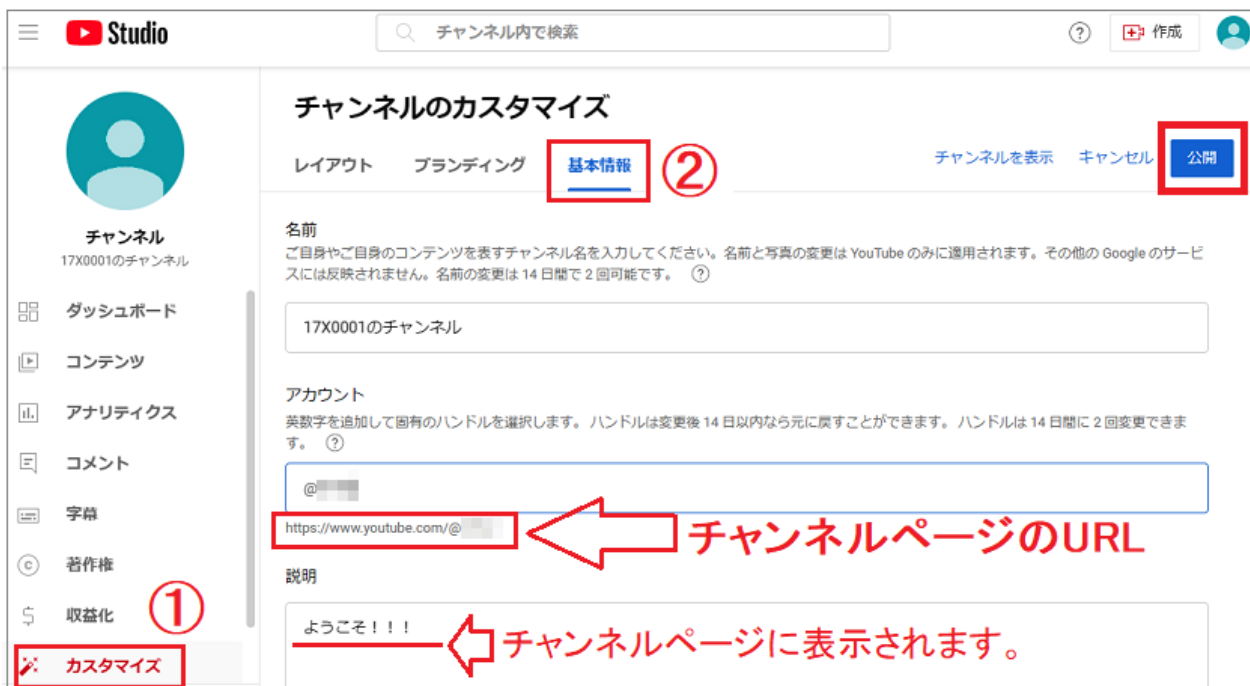 Studio
チャンネル内で検索
作成
チャンネルのカスタマイズ
レイアウト
ブランディング
基本情報
②
チャンネルを表示
キャンセル
公開
チャンネル
17X0001のチャンネル
ダッシュボード
コンテンツ
アナリティクス
コメント
字幕
著作権
収益化
①
カスタマイズ
名前
ご自身やご自身のコンテンツを表すチャンネル名を入力してください。名前と写真の変更は YouTube のみに適用されます。その他の Google のサービ
スには反映されません。名前の変更は 14 日間で 2 回可能です。
17X0001のチャンネル
アカウント
英数字を追加して固有のハンドルを選択します。ハンドルは変更後 14 日以内なら元に戻すことができます。ハンドルは 14 日間に 2 回変更できま
す。
@
https://www.youtube.com/@
チャンネルページのURL
説明
ようこそ！！！
チャンネルページに表示されます。